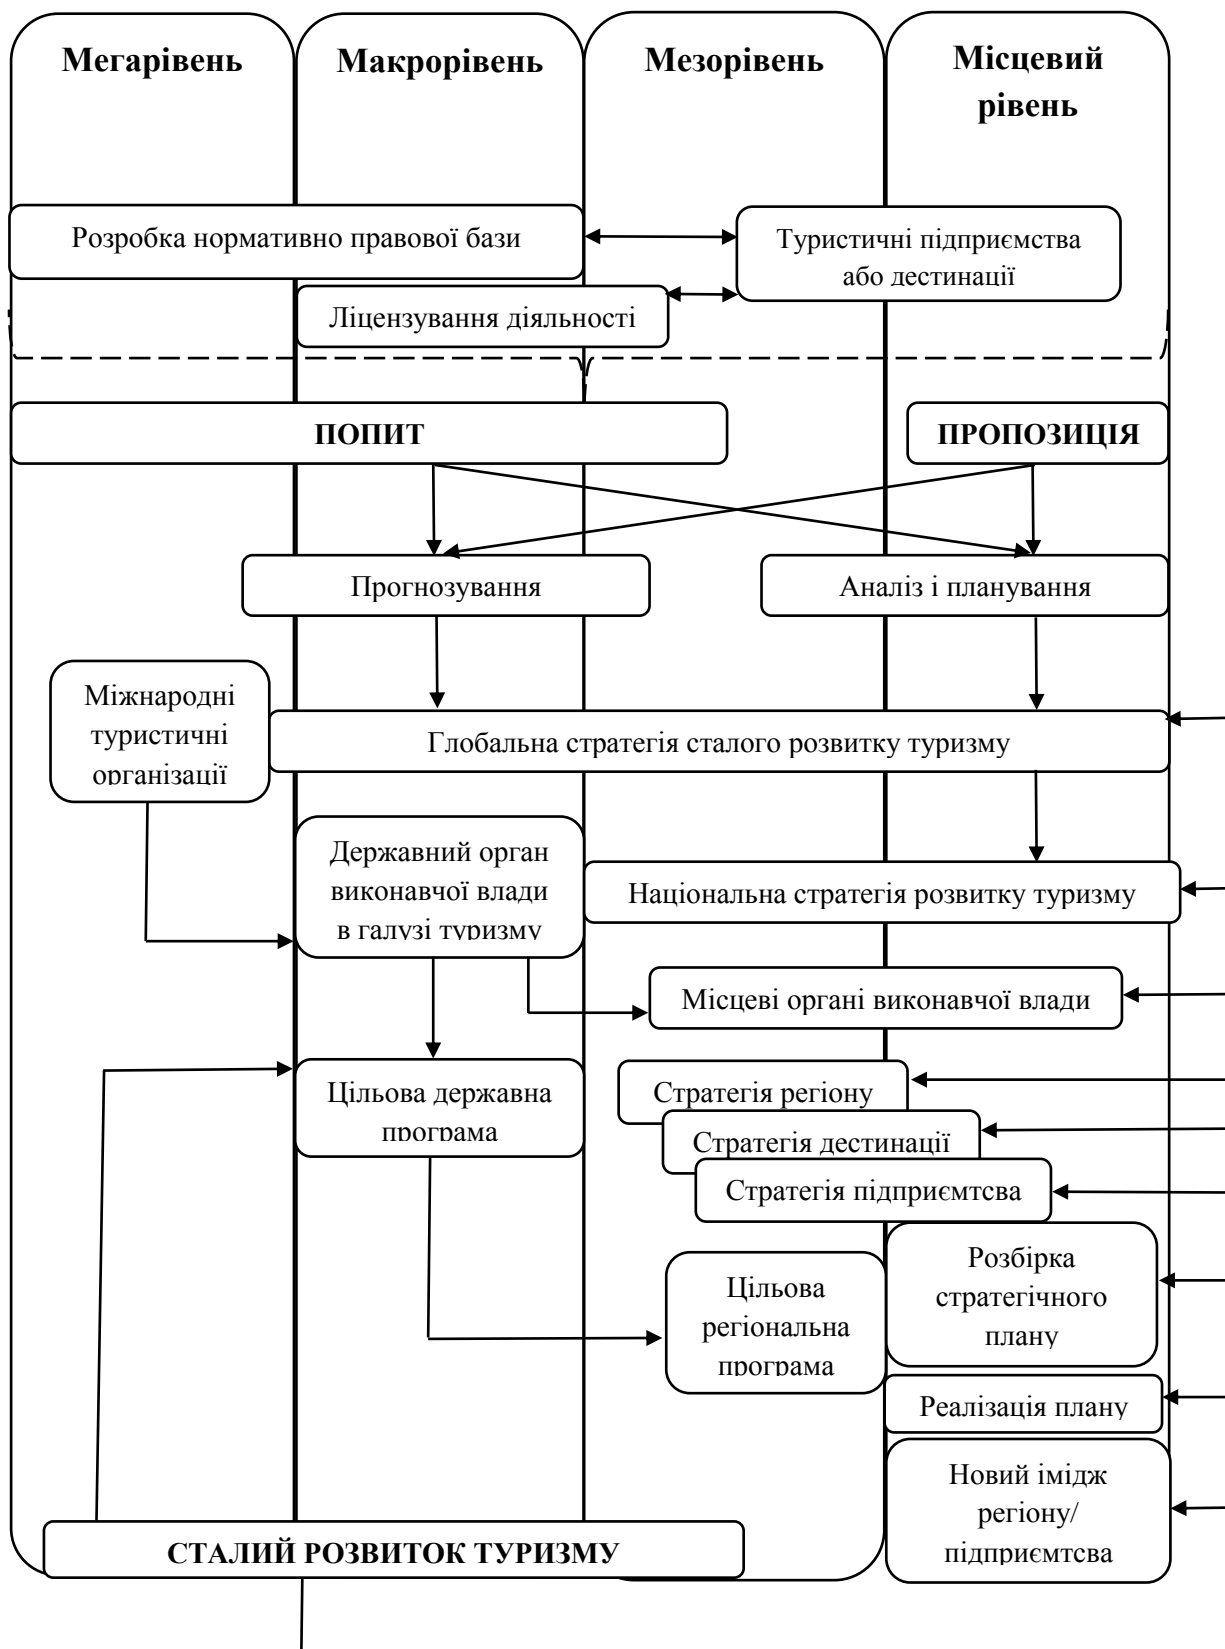 Мегарівень
Макрорівень
Мезорівень
Місцевий
рівень
Розробка нормативно правової бази
Туристичні підприємства
або дестинації
Ліцензування діяльності
ПОПИТ
ПРОПОЗИЦІЯ
Прогнозування
Аналіз і планування
Міжнародні
туристичні
організації
Глобальна стратегія сталого розвитку туризму
Державний орган
виконавчої влади
в галузі туризму
Національна стратегія розвитку туризму
Місцеві органі виконавчої влади
Цільова державна
програма
Стратегія регіону
Стратегія дестинації
Стратегія підприємтсва
Цільова
регіональна
програма
Розбірка
стратегічного
плану
Реалізація плану
Новий імідж
регіону/
підприємтсва
СТАЛИЙ РОЗВИТОК ТУРИЗМУ